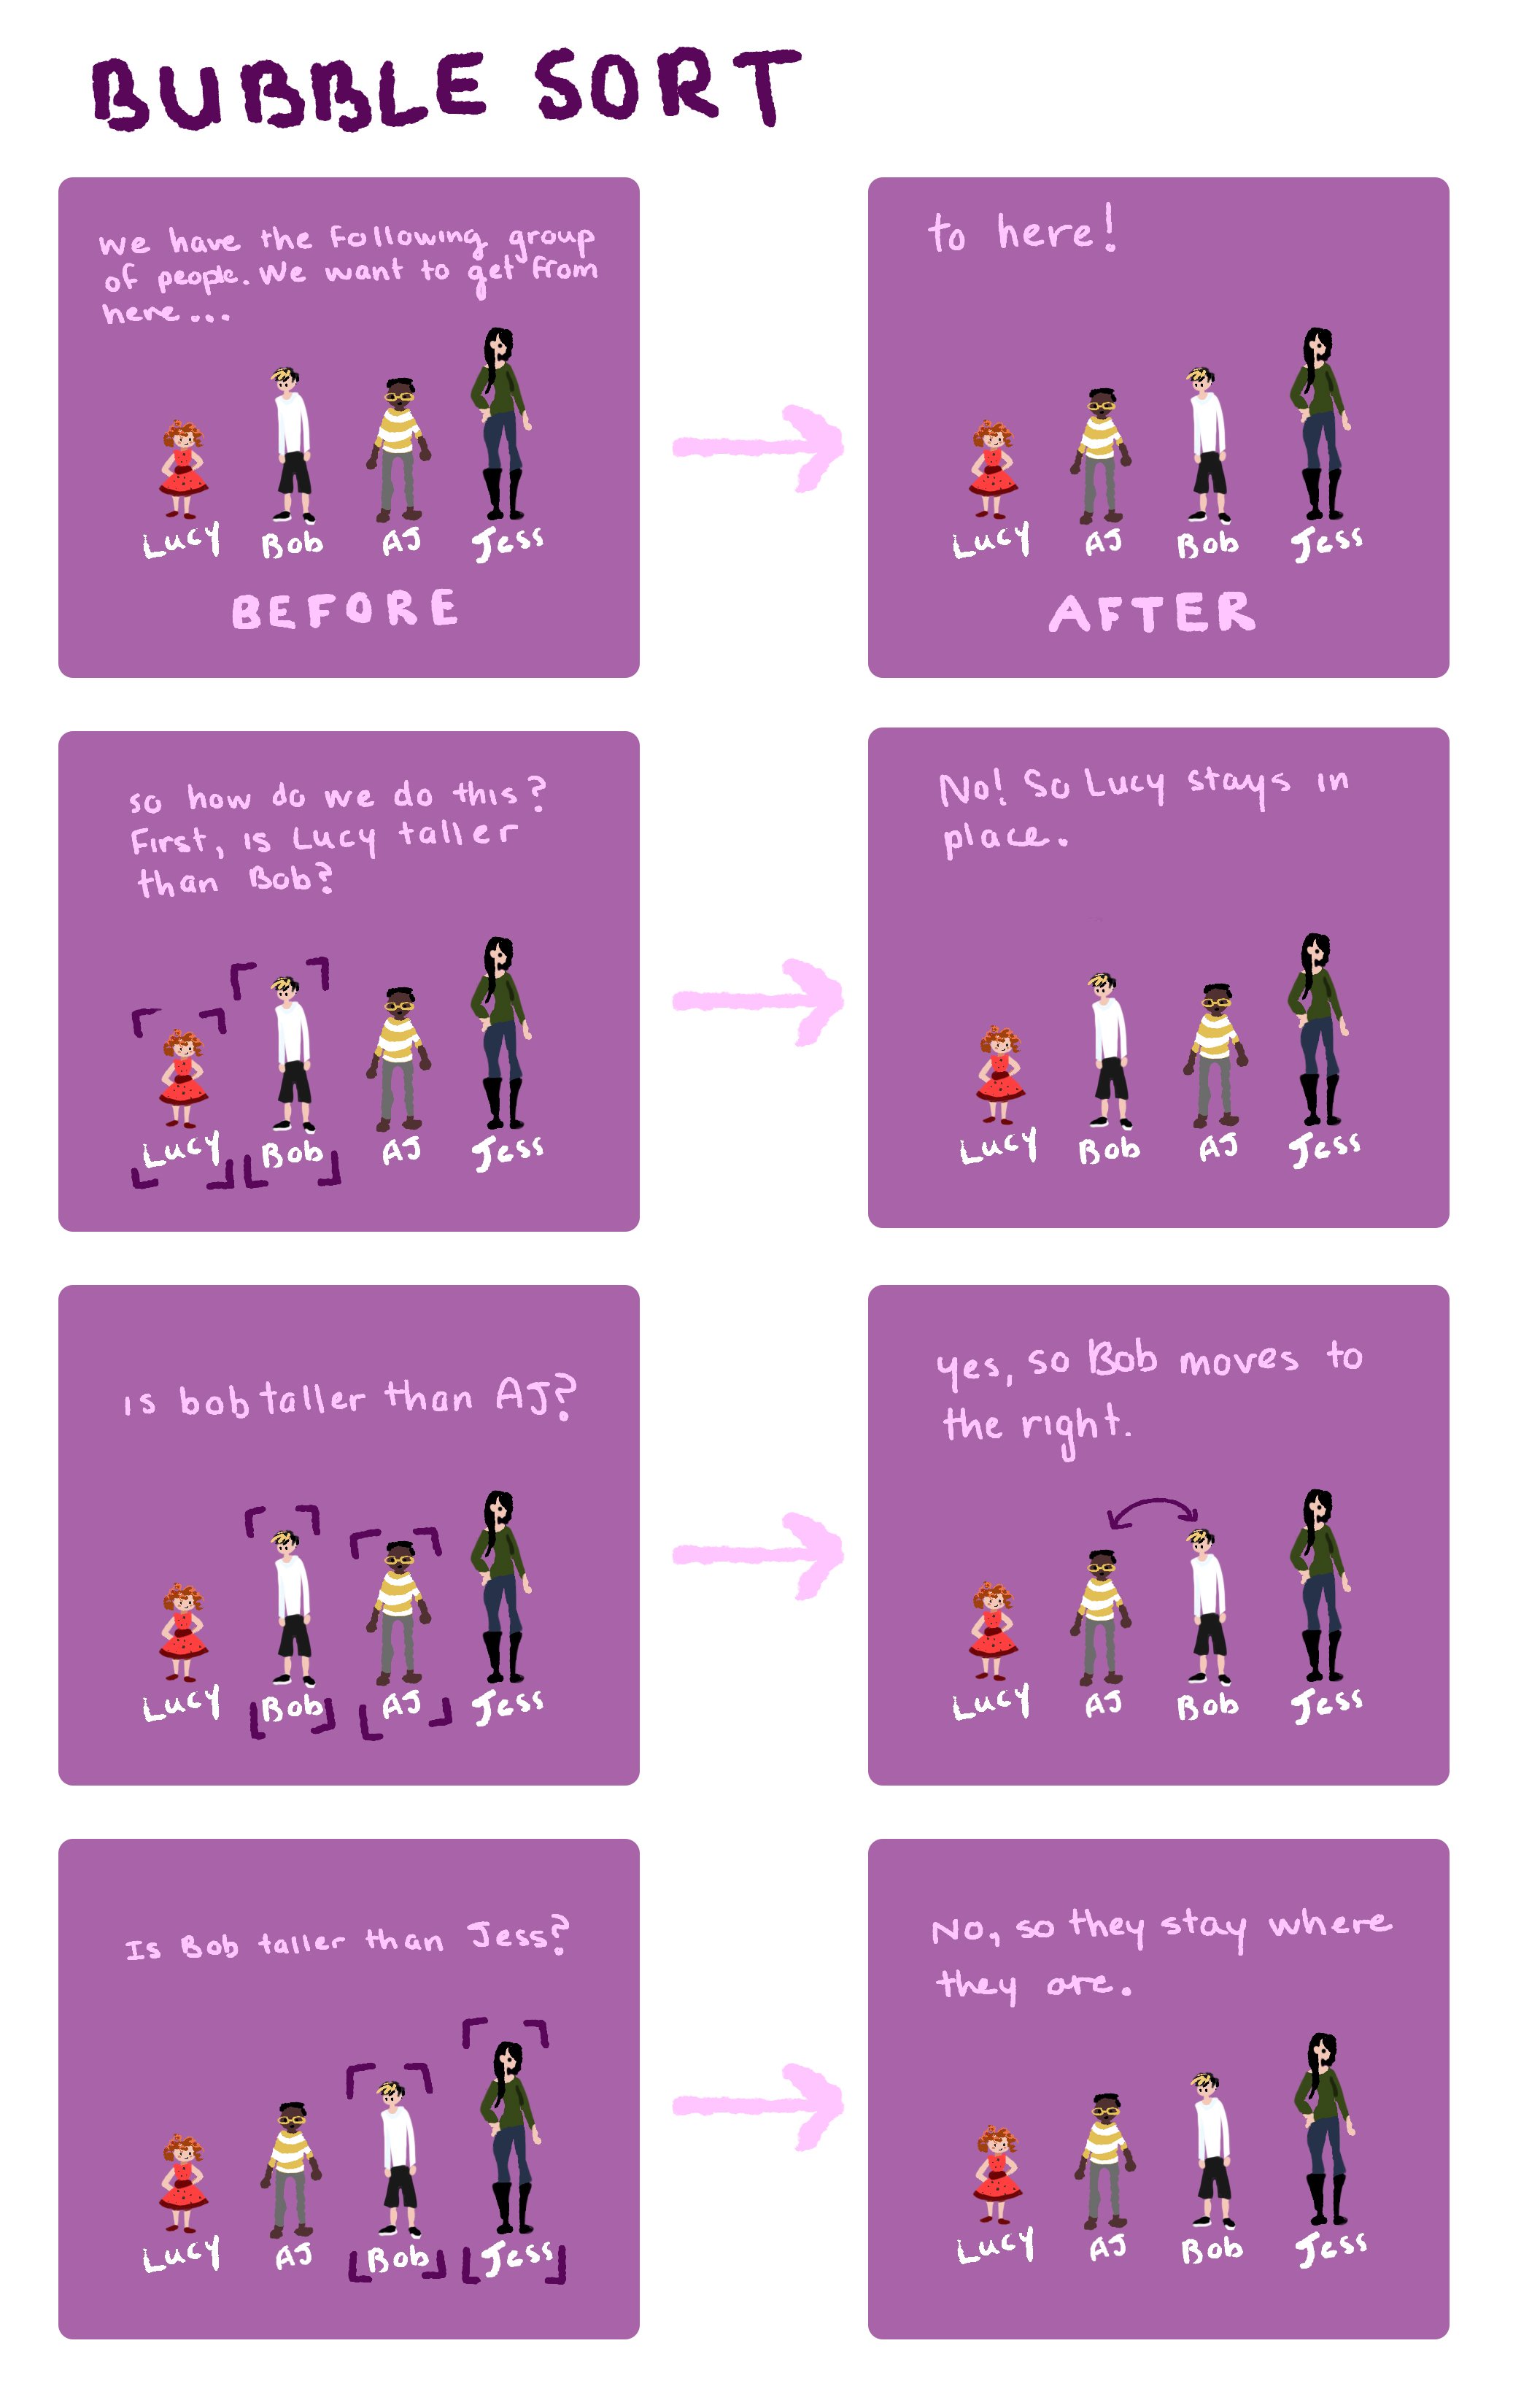 BUBBLE SORT
We have the following group
of people. We want to get from
here...
Lucy Bob AJ Jess
BEFORE
to here!
Lucy AJ Bob Jess
AFTER
so how do we do this?
First, is Lucy taller
than Bob?
Lucy Bob AJ Jess
No! So Lucy stays in
place.
Lucy Bob AJ Jess
is bob taller than AJ?
Lucy Bob AJ Jess
yes, so Bob moves to
the right.
Lucy AJ Bob Jess
Is Bob taller than Jess?
Lucy AJ Bob Jess
No, so they stay where
they are.
Lucy AJ Bob Jess